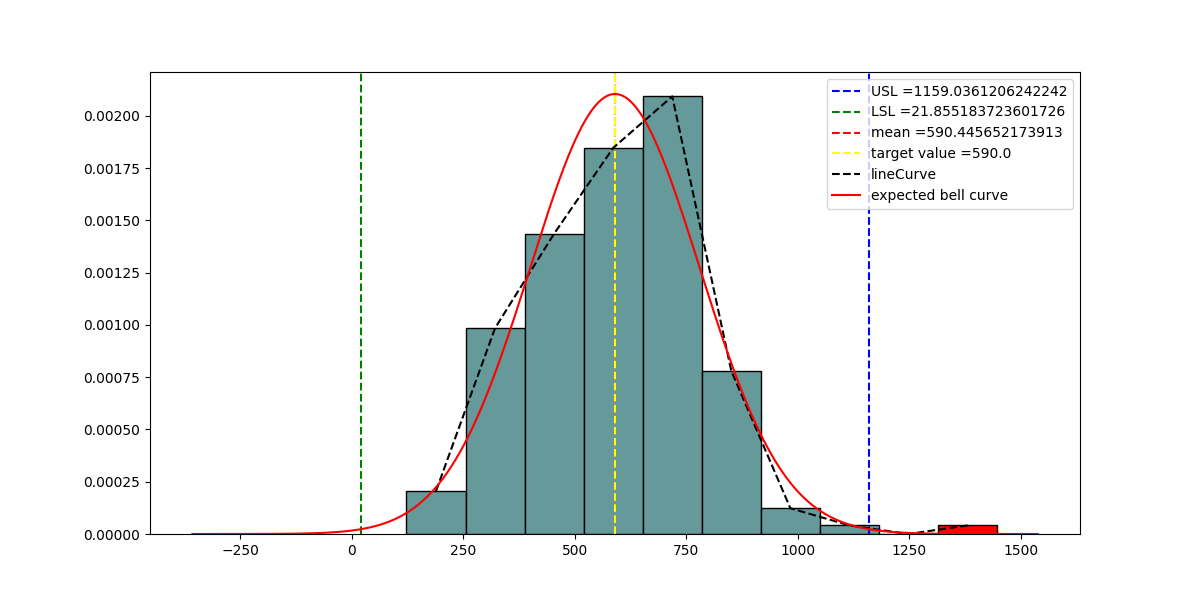 USL =1159.0361206242242
LSL =21.855183723601726
mean =590.445652173913
target value =590.0
lineCurve
expected bell curve
0.00200
0.00175
0.00150
0.00125
0.00100
0.00075
0.00050
0.00025
0.00000
−250
0
250
500
750
1000
1250
1500